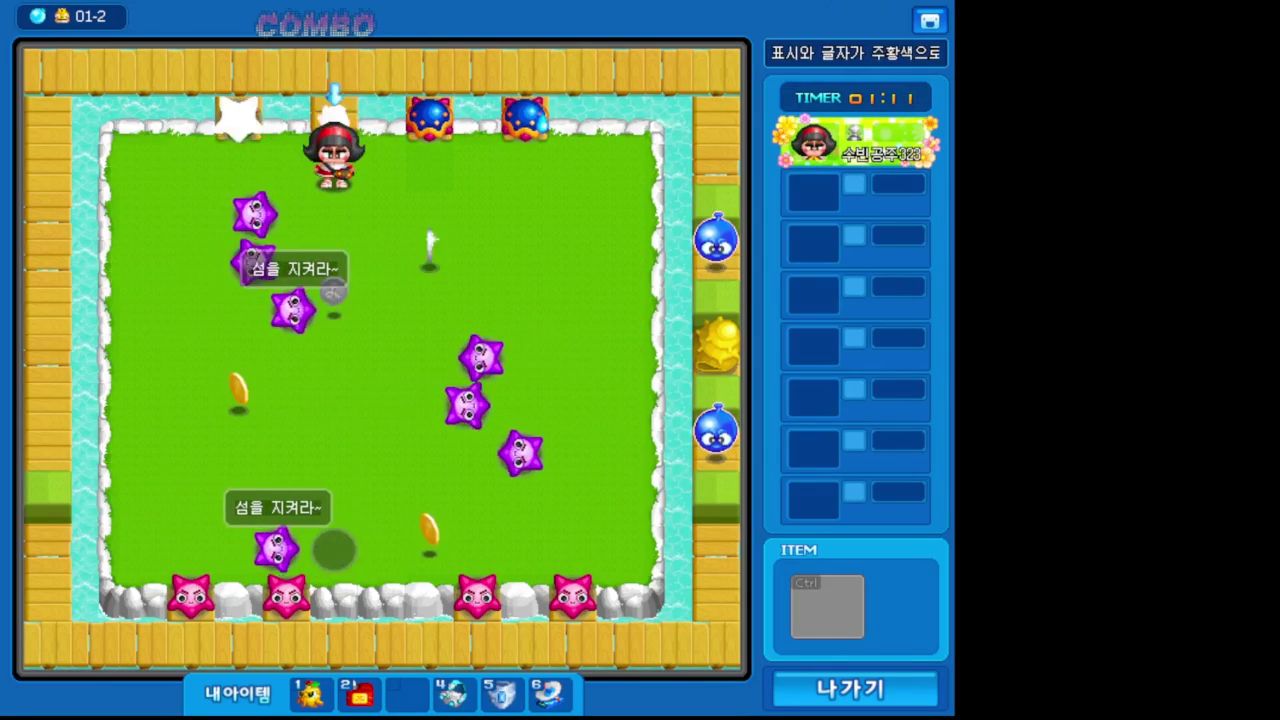 01-2
COMBO
표시와 글자가 주황색으로
TIMER 01:11
수빈공주323
섬을 지켜라~
섬을 지켜라~
ITEM
Ctrl
내아이템
1
2
4
5
6
나가기